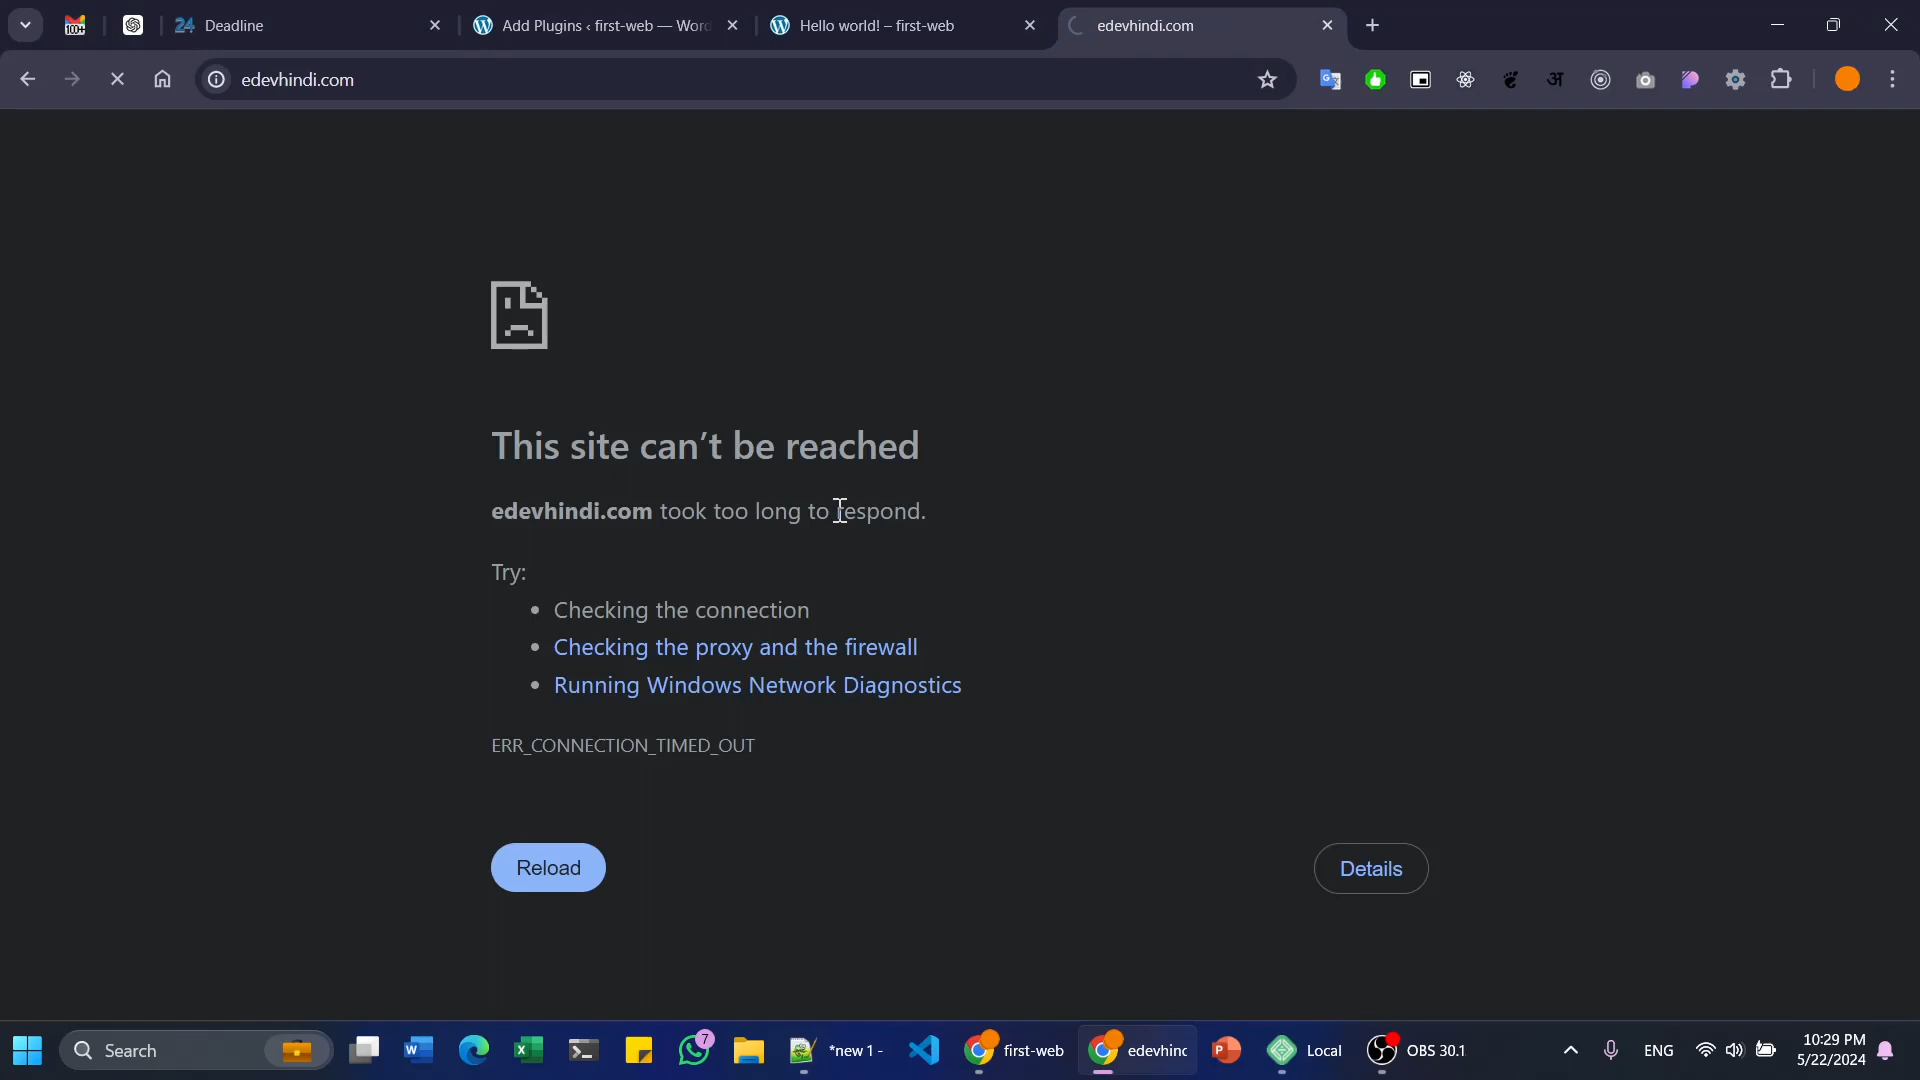 100+
24 Deadline
Add Plugins ‹ first-web — Word
Hello world! – first-web
edevhindi.com
edevhindi.com
This site can't be reached
edevhindi.com took too long to respond.
Try:
• Checking the connection
• Checking the proxy and the firewall
• Running Windows Network Diagnostics
ERR_CONNECTION_TIMED_OUT
Reload
Details
Search
7
*new 1 -
first-web
edevhinc
Local
OBS 30.1
ENG
10:29 PM
5/22/2024